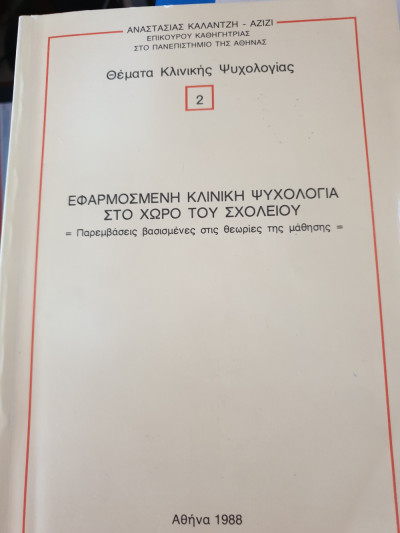 ΑΝΑΣΤΑΣΙΑΣ ΚΑΛΑΝΤΖΗ - ΑΖΙΖΙ
ΕΠΙΚΟΥΡΟΥ ΚΑΘΗΓΗΤΡΙΑΣ
ΣΤΟ ΠΑΝΕΠΙΣΤΗΜΙΟ ΤΗΣ ΑΘΗΝΑΣ
Θέματα Κλινικής Ψυχολογίας
2
ΕΦΑΡΜΟΣΜΕΝΗ ΚΛΙΝΙΚΗ ΨΥΧΟΛΟΓΙΑ
ΣΤΟ ΧΩΡΟ ΤΟΥ ΣΧΟΛΕΙΟΥ
= Παρεμβάσεις βασισμένες στις θεωρίες της μάθησης =
Αθήνα 1988